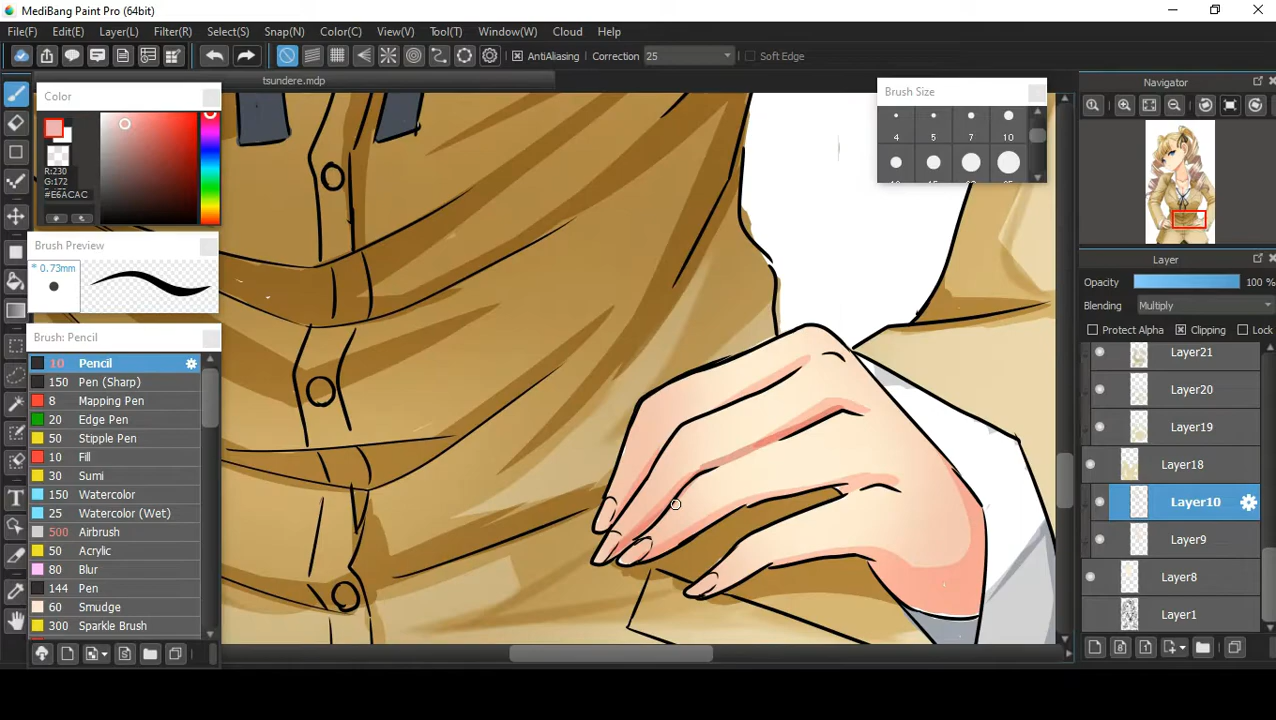 MediBang Paint Pro (64bit)
File(F) Edit(E) Layer(L) Filter(R) Select(S) Snap(N) Color(C) View(V) Tool(T) Window(W) Cloud Help
AntiAliasing Correction 25 Soft Edge
tsundere.mdp
Color
R:230
G:172
B:172
#E6ACAC
Brush Preview
* 0.73mm
Brush: Pencil
10 Pencil
150 Pen (Sharp)
8 Mapping Pen
20 Edge Pen
50 Stipple Pen
10 Fill
30 Sumi
150 Watercolor
25 Watercolor (Wet)
500 Airbrush
50 Acrylic
80 Blur
144 Pen
60 Smudge
300 Sparkle Brush
Brush Size
4 5 7 10
Navigator
Layer
Opacity 100 %
Blending Multiply
Protect Alpha Clipping Lock
Layer21
Layer20
Layer19
Layer18
Layer10
Layer9
Layer8
Layer1